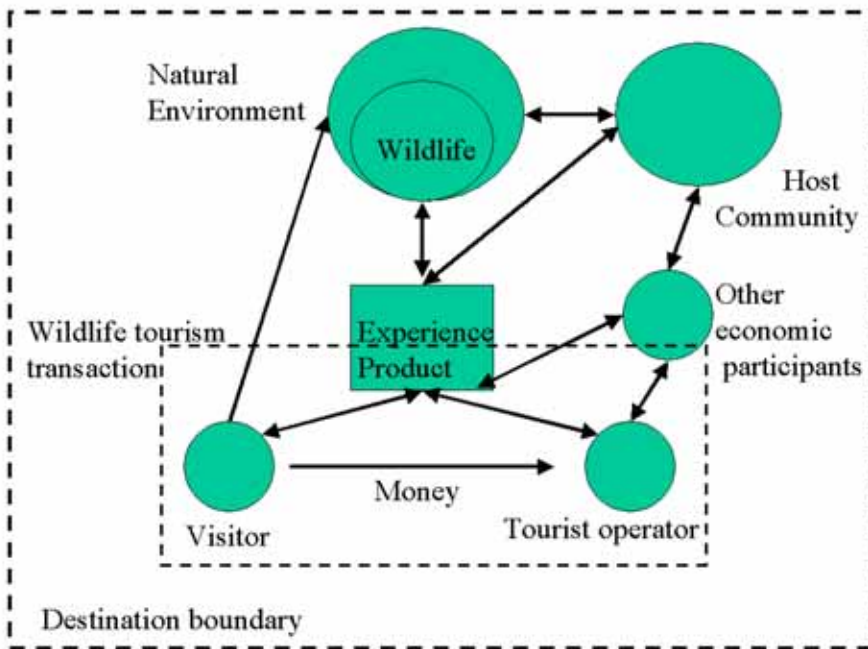 Natural
Environment
Wildlife
Host
Community
Wildlife tourism
transaction
Experience
Product
Other
economic
participants
Money
Visitor
Tourist operator
Destination boundary